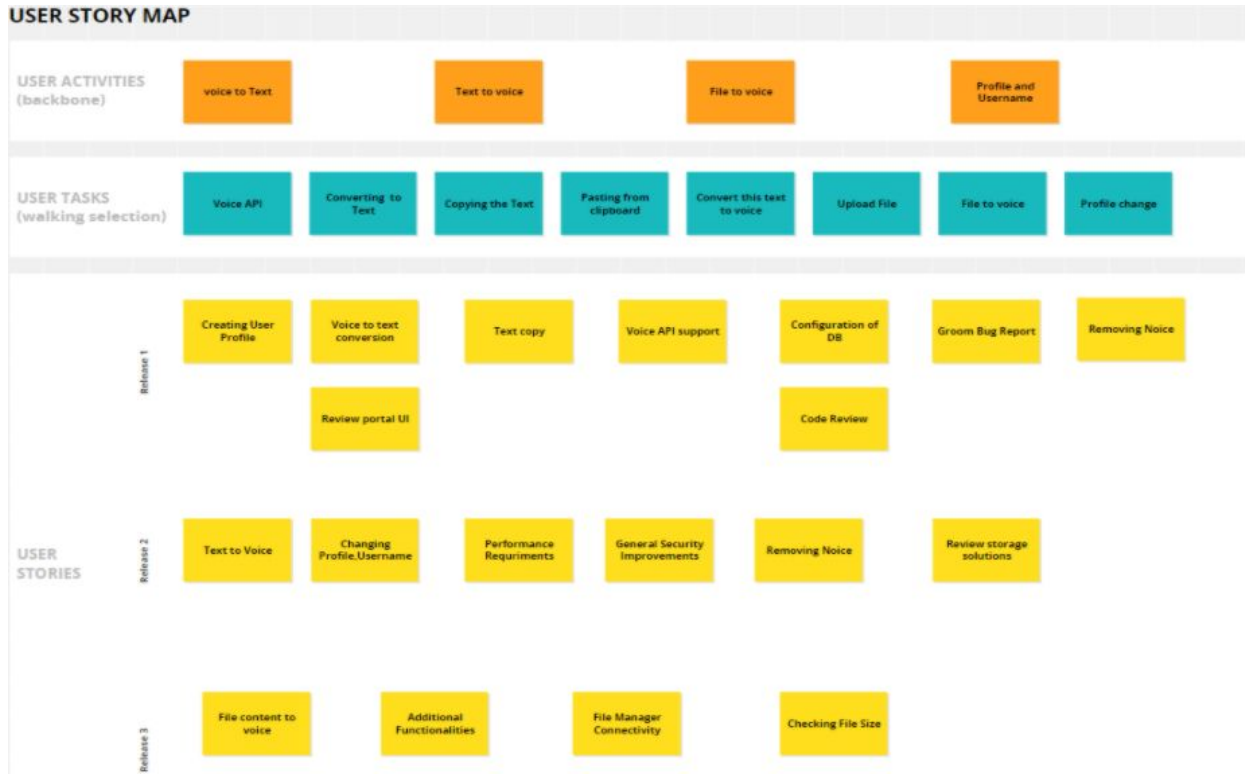 USER STORY MAP
USER ACTIVITIES
(backbone)
voice to Text
Text to voice
File to voice
Profile and
Username
USER TASKS
(walking selection)
Voice API
Converting to
Text
Copying the Text
Pasting from
clipboard
Convert this text
to voice
Upload File
File to voice
Profile change
USER
STORIES
Release 1
Creating User
Profile
Voice to text
conversion
Text copy
Voice API support
Configuration of
DB
Groom Bug Report
Removing Noice
Review portal UI
Code Review
Release 2
Text to Voice
Changing
Profile,Username
Performance
Requriments
General Security
Improvements
Removing Noice
Review storage
solutions
Release 3
File content to
voice
Additional
Functionalities
File Manager
Connectivity
Checking File Size